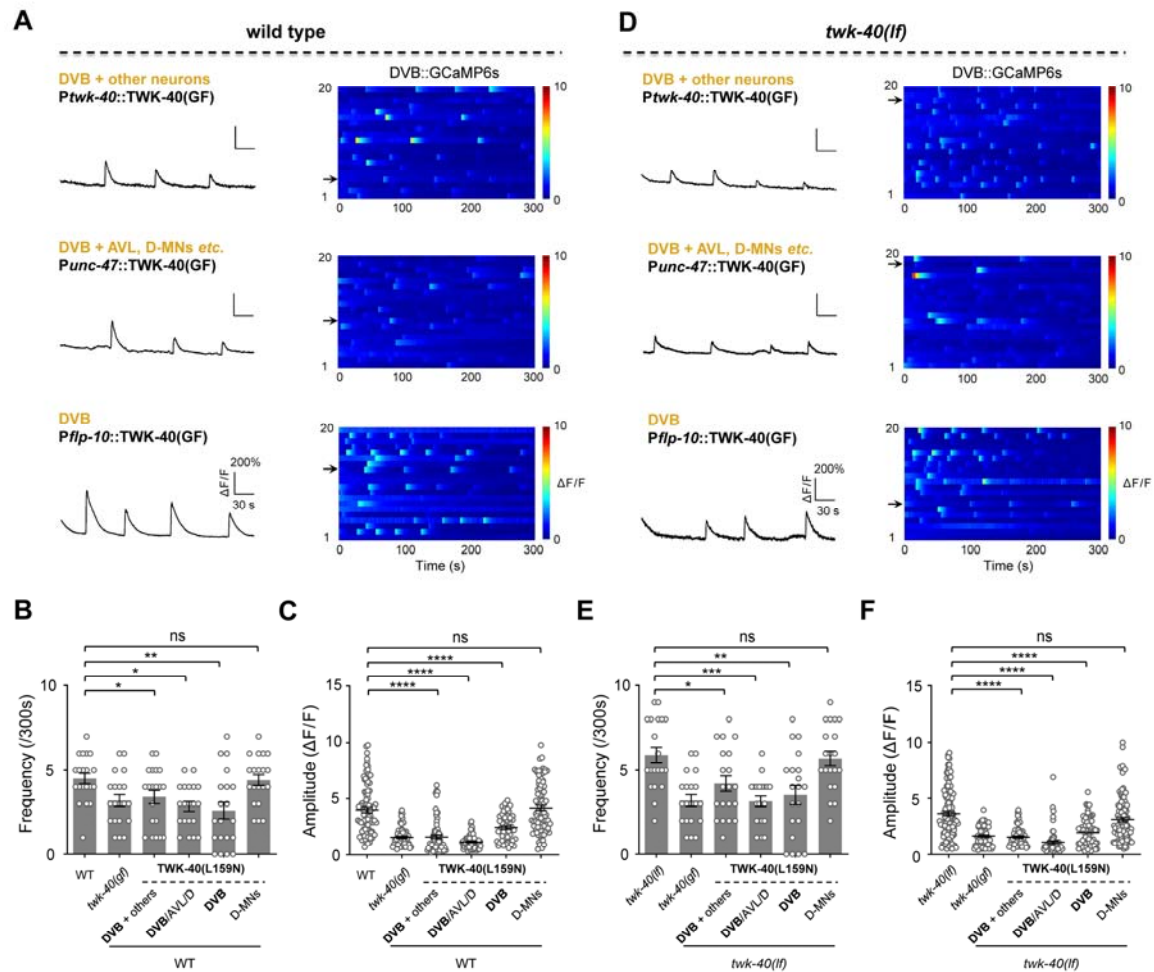 A
wild type
DVB + other neurons
Ptwk-40::TWK-40(GF)
DVB::GCaMP6s
20
1
0 100 200 300
10
0
DVB + AVL, D-MNs etc.
Punc-47::TWK-40(GF)
20
1
0 100 200 300
10
0
DVB
Pflp-10::TWK-40(GF)
200%
ΔF/F
30 s
20
1
0 100 200 300
Time (s)
10
ΔF/F
0
D
twk-40(lf)
DVB + other neurons
Ptwk-40::TWK-40(GF)
DVB::GCaMP6s
20
1
0 100 200 300
10
0
DVB + AVL, D-MNs etc.
Punc-47::TWK-40(GF)
20
1
0 100 200 300
10
0
DVB
Pflp-10::TWK-40(GF)
200%
ΔF/F
30 s
20
1
0 100 200 300
Time (s)
10
ΔF/F
0
B
ns
**
*
*
10
5
0
Frequency (/300s)
WT
twk-40(gf)
DVB + others
DVB/AVL/D
DVB
D-MNs
TWK-40(L159N)
WT
C
ns
****
****
****
15
10
5
0
Amplitude (ΔF/F)
WT
twk-40(gf)
DVB + others
DVB/AVL/D
DVB
D-MNs
TWK-40(L159N)
WT
E
ns
**
***
*
10
5
0
Frequency (/300s)
twk-40(lf)
twk-40(gf)
DVB + others
DVB/AVL/D
DVB
D-MNs
TWK-40(L159N)
twk-40(lf)
F
ns
****
****
****
15
10
5
0
Amplitude (ΔF/F)
twk-40(lf)
twk-40(gf)
DVB + others
DVB/AVL/D
DVB
D-MNs
TWK-40(L159N)
twk-40(lf)